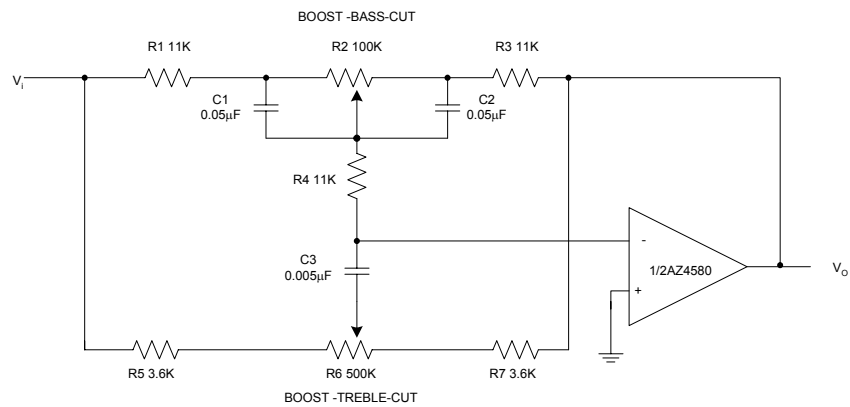 BOOST -BASS-CUT
R1 11K
R2 100K
R3 11K
Vi
C1
0.05µF
C2
0.05µF
R4 11K
C3
0.005µF
-
+
1/2AZ4580
VO
R5 3.6K
R6 500K
R7 3.6K
BOOST -TREBLE-CUT